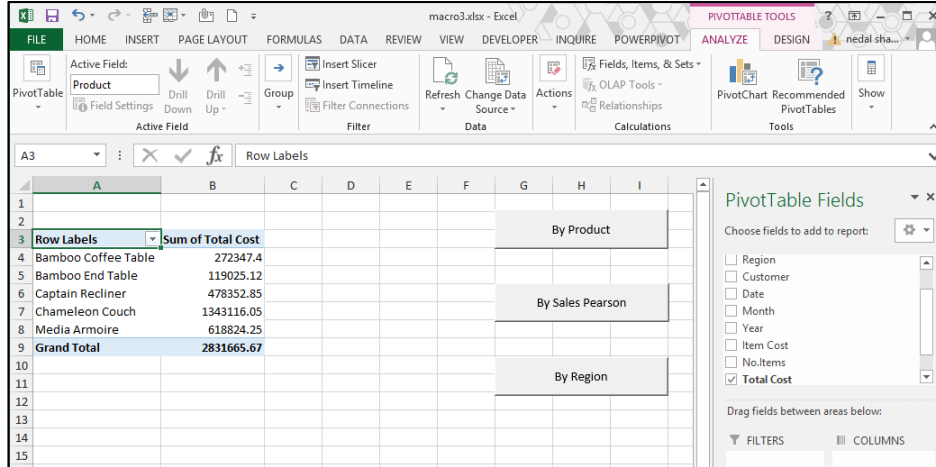 macro3.xlsx - Excel
PIVOTTABLE TOOLS
?
FILE HOME INSERT PAGE LAYOUT FORMULAS DATA REVIEW VIEW DEVELOPER INQUIRE POWERPIVOT ANALYZE DESIGN nedal sha...
PivotTable
Active Field:
Product
Field Settings
Drill Down
Drill Up
Active Field
Group
Insert Slicer
Insert Timeline
Filter Connections
Filter
Refresh
Change Data Source
Data
Actions
Fields, Items, & Sets
OLAP Tools
Relationships
Calculations
PivotChart
Recommended PivotTables
Tools
Show
A3 fx Row Labels
A B C D E F G H I
1
2
3 Row Labels Sum of Total Cost
4 Bamboo Coffee Table 272347.4
5 Bamboo End Table 119025.12
6 Captain Recliner 478352.85
7 Chameleon Couch 1343116.05
8 Media Armoire 618824.25
9 Grand Total 2831665.67
10
11
12
13
14
15
By Product
By Sales Pearson
By Region
PivotTable Fields
Choose fields to add to report:
Region
Customer
Date
Month
Year
Item Cost
No.Items
Total Cost
Drag fields between areas below:
FILTERS COLUMNS